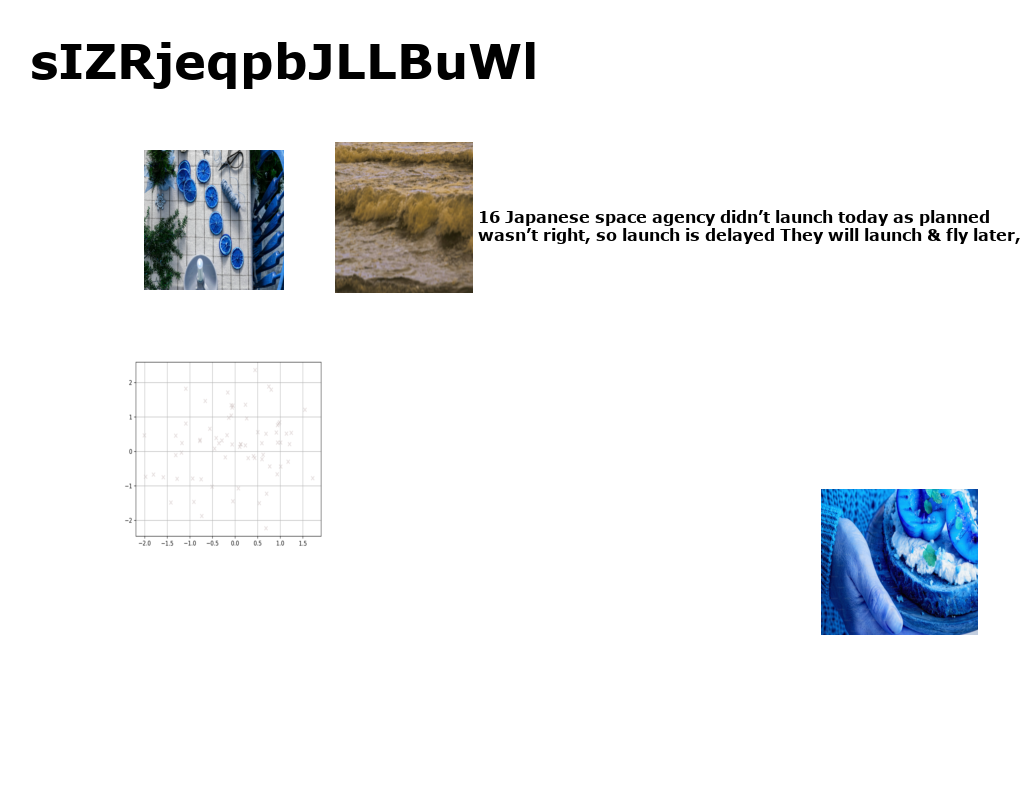 sIZRjeqpbJLLBuWl
16 Japanese space agency didn’t launch today as planned
wasn’t right, so launch is delayed They will launch & fly later,
2
1
0
−1
−2
−2.0 −1.5 −1.0 −0.5 0.0 0.5 1.0 1.5